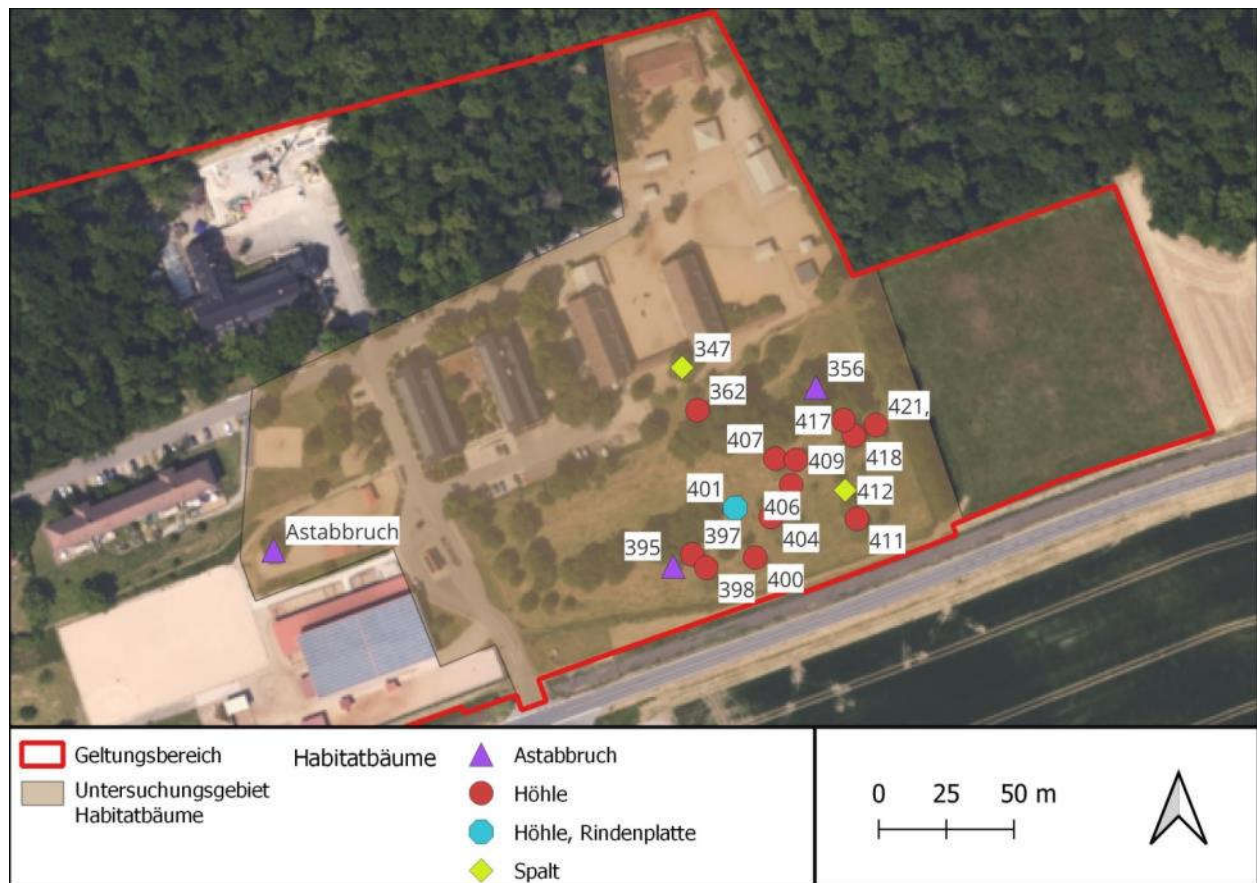 347
356
362
417
421,
407
409
418
401
412
406
397
404
411
395
Astabbruch
398
400
Geltungsbereich
Untersuchungsgebiet
Habitatbäume
Habitatbäume
Astabbruch
Höhle
Höhle, Rindenplatte
Spalt
0 25 50 m